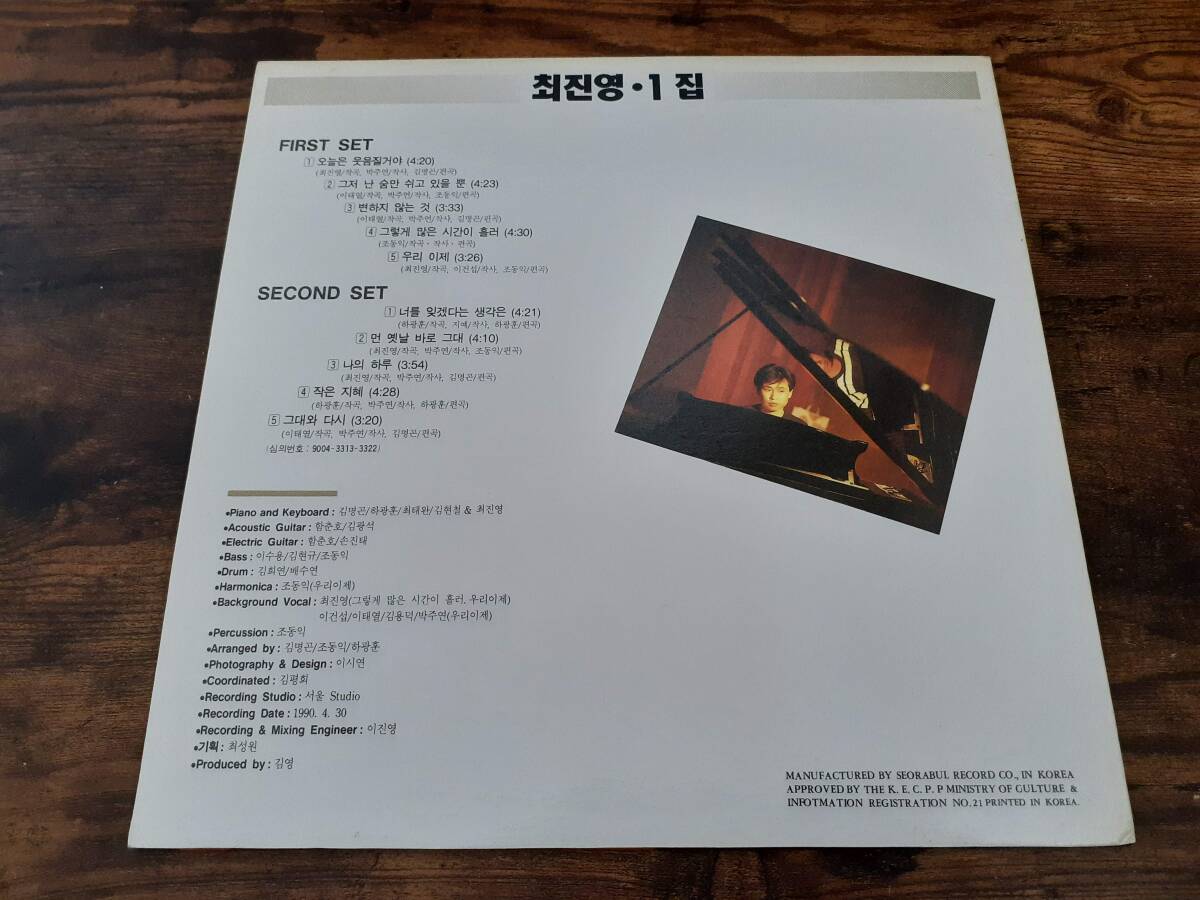 최진영 • 1 집
FIRST SET
1 오늘은 웃음질거야 (4:20)
(최진영/작곡, 박주연/작사, 김명곤/편곡)
2 그저 난 숨만 쉬고 있을 뿐 (4:23)
(이태열/작곡, 박주연/작사, 조동익/편곡)
3 변하지 않는 것 (3:33)
(이태열/작곡, 박주연/작사, 김명곤/편곡)
4 그렇게 많은 시간이 흘러 (4:30)
(조동익/작곡 · 작사 · 편곡)
5 우리 이제 (3:26)
(최진영/작곡, 이건섭/작사, 조동익/편곡)
SECOND SET
1 너를 잊겠다는 생각은 (4:21)
(하광훈/작곡, 지예/작사, 하광훈/편곡)
2 먼 옛날 바로 그대 (4:10)
(최진영/작곡, 박주연/작사, 조동익/편곡)
3 나의 하루 (3:54)
(최진영/작곡, 박주연/작사, 김명곤/편곡)
4 작은 지혜 (4:28)
(하광훈/작곡, 박주연/작사, 하광훈/편곡)
5 그대와 다시 (3:20)
(이태열/작곡, 박주연/작사, 김명곤/편곡)
(심의번호 : 9004-3313-3322)
•Piano and Keyboard : 김명곤/하광훈/최태완/김현철 & 최진영
•Acoustic Guitar : 함춘호/김광석
•Electric Guitar : 함춘호/손진태
•Bass : 이수용/김현규/조동익
•Drum : 김희연/배수연
•Harmonica : 조동익(우리이제)
•Background Vocal : 최진영(그렇게 많은 시간이 흘러, 우리이제)
이건섭/이태열/김용덕/박주연(우리이제)
•Percussion : 조동익
•Arranged by : 김명곤/조동익/하광훈
•Photography & Design : 이시연
•Coordinated : 김평희
•Recording Studio : 서울 Studio
•Recording Date : 1990. 4. 30
•Recording & Mixing Engineer : 이진영
•기획 : 최성원
•Produced by : 김영
MANUFACTURED BY SEORABUL RECORD CO., IN KOREA
APPROVED BY THE K. E. C. P. P MINISTRY OF CULTURE &
INFOTMATION REGISTRATION NO. 21 PRINTED IN KOREA.